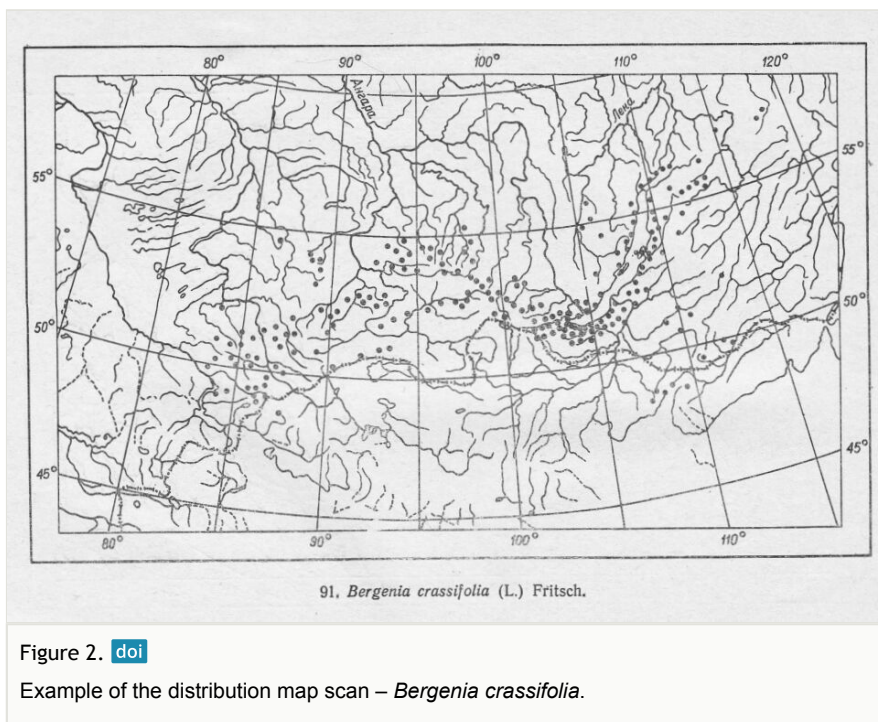 80° 90° 100° 110° 120°
Ангара
Лена
55° 55°
50° 50°
45° 45°
80° 90° 100° 110°
91. Bergenia crassifolia (L.) Fritsch.
Figure 2. doi
Example of the distribution map scan – Bergenia crassifolia.